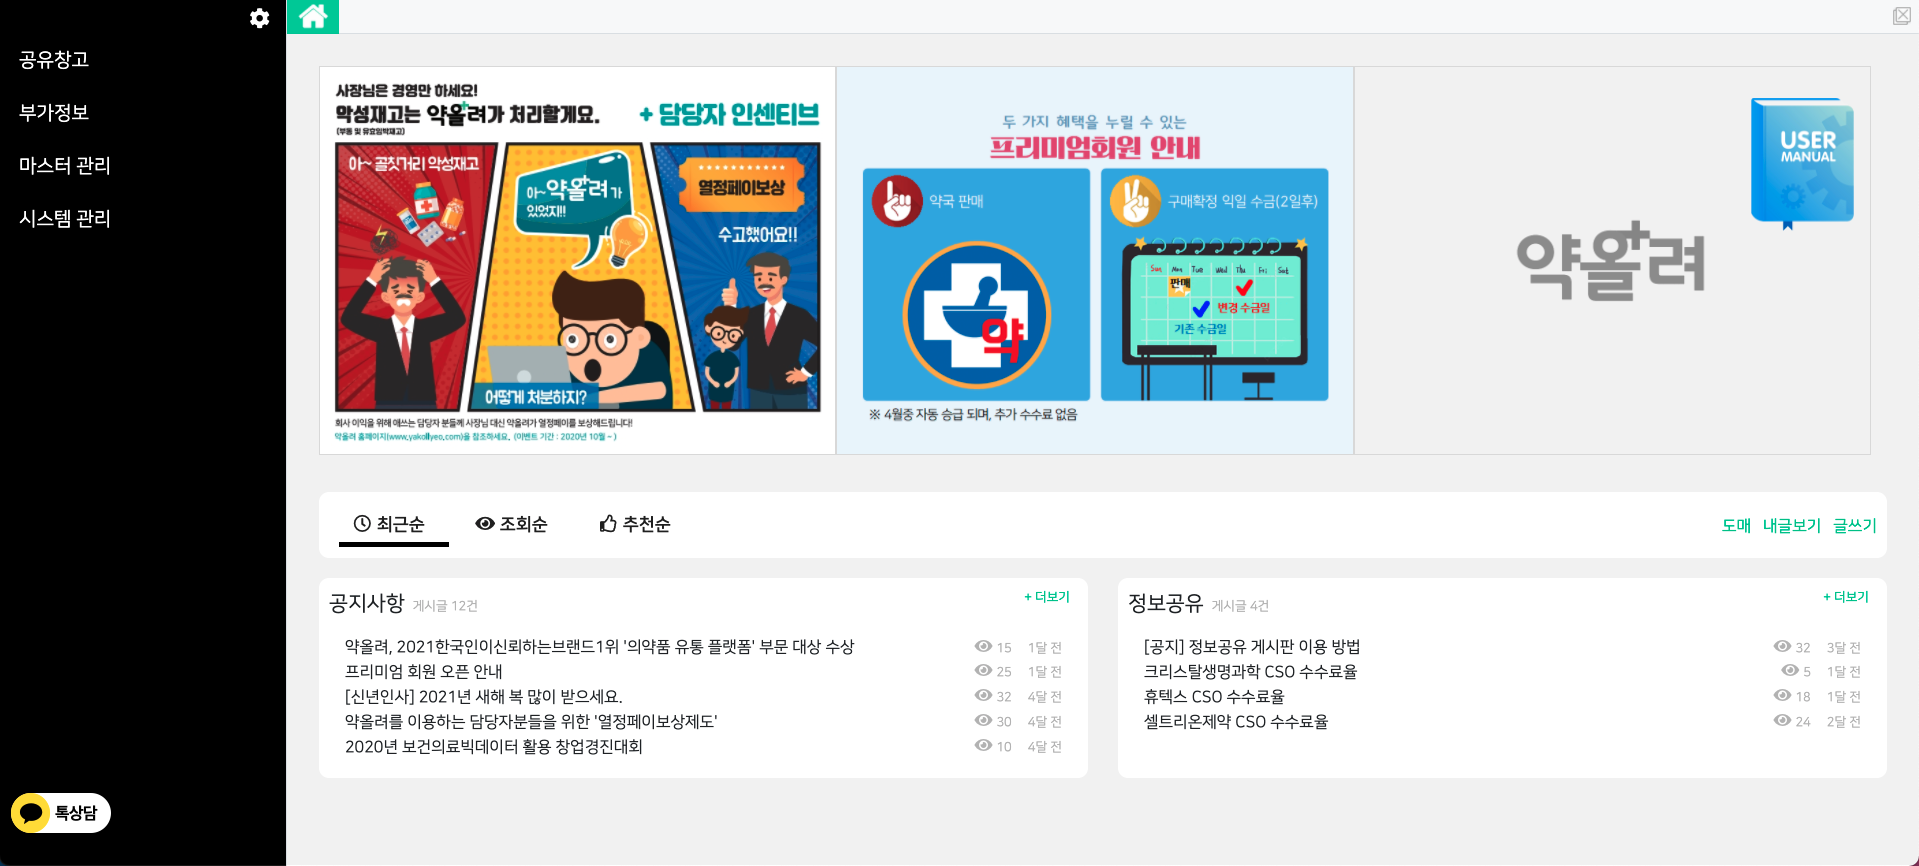 공유창고
부가정보
마스터 관리
시스템 관리
톡상담
사장님은 경영만 하세요!
악성재고는 약올려가 처리할게요.
(부동 및 유효임박재고)
+ 담당자 인센티브
아~ 골칫거리 악성재고
아~약올려가
있었지!!
어떻게 처분하지?
열정페이보상
수고했어요!!
회사 이익을 위해 애쓰는 담당자 분들께 사장님 대신 약올려가 열정페이를 보상해드립니다!
약올려 홈페이지(www.yakollyeo.com)을 참조하세요. (이벤트 기간 : 2020년 10월 ~ )
두 가지 혜택을 누릴 수 있는
프리미엄회원 안내
약국 판매
약
구매확정 익일 수금(2일후)
Sun Mon Tue Wed Thu Fri Sat
판매
변경 수금일
기존 수금일
※ 4월중 자동 승급 되며, 추가 수수료 없음
USER
MANUAL
약올려
최근순 조회순 추천순
도매 내글보기 글쓰기
공지사항 게시글 12건 + 더보기
약올려, 2021한국인이신뢰하는브랜드1위 '의약품 유통 플랫폼' 부문 대상 수상 15 1달 전
프리미엄 회원 오픈 안내 25 1달 전
[신년인사] 2021년 새해 복 많이 받으세요. 32 4달 전
약올려를 이용하는 담당자분들을 위한 '열정페이보상제도' 30 4달 전
2020년 보건의료빅데이터 활용 창업경진대회 10 4달 전
정보공유 게시글 4건 + 더보기
[공지] 정보공유 게시판 이용 방법 32 3달 전
크리스탈생명과학 CSO 수수료율 5 1달 전
휴텍스 CSO 수수료율 18 1달 전
셀트리온제약 CSO 수수료율 24 2달 전